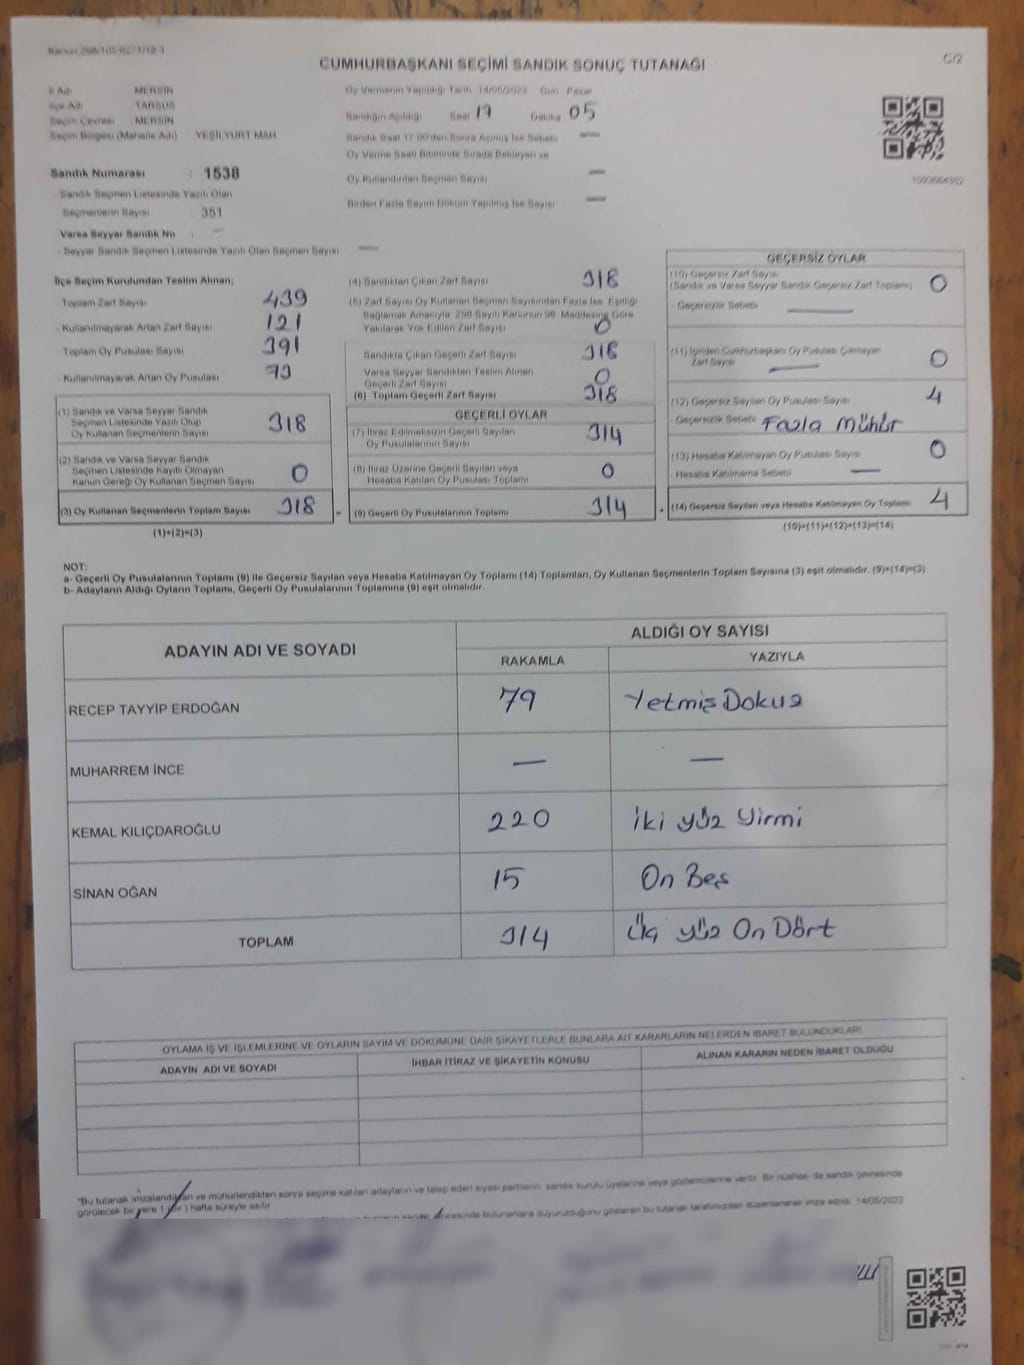 Kanun 298/105/6271/18-1
CUMHURBAŞKANI SEÇİMİ SANDIK SONUÇ TUTANAĞI
C/2
İl Adı : MERSİN
İlçe Adı : TARSUS
Seçim Çevresi : MERSİN
Seçim Bölgesi (Mahalle Adı) : YEŞİLYURT MAH
Sandık Numarası : 1538
- Sandık Seçmen Listesinde Yazılı Olan
Seçmenlerin Sayısı 351
Varsa Seyyar Sandık No : —
- Seyyar Sandık Seçmen Listesinde Yazılı Olan Seçmen Sayısı —
Oy Vermenin Yapıldığı Tarih 14/05/2023 Gün Pazar
Sandığın Açıldığı Saat 17 Dakika 05
Sandık Saat 17:00'den Sonra Açılmış İse Sebebi —
Oy Verme Saati Bitiminde Sırada Bekleyen ve
Oy Kullandırılan Seçmen Sayısı —
Birden Fazla Sayım Döküm Yapılmış İse Sayısı —
İlçe Seçim Kurulundan Teslim Alınan;
- Toplam Zarf Sayısı 439
- Kullanılmayarak Artan Zarf Sayısı 121
- Toplam Oy Pusulası Sayısı 391
- Kullanılmayarak Artan Oy Pusulası 73
(1) Sandık ve Varsa Seyyar Sandık
Seçmen Listesinde Yazılı Olup
Oy Kullanan Seçmenlerin Sayısı 318
(2) Sandık ve Varsa Seyyar Sandık
Seçmen Listesinde Kayıtlı Olmayan
Kanun Gereği Oy Kullanan Seçmen Sayısı 0
(3) Oy Kullanan Seçmenlerin Toplam Sayısı 318
(1)+(2)=(3)
(4) Sandıktan Çıkan Zarf Sayısı 318
(5) Zarf Sayısı Oy Kullanan Seçmen Sayısından Fazla İse, Eşitliği
Sağlamak Amacıyla, 298 Sayılı Kanunun 98. Maddesine Göre
Yakılarak Yok Edilen Zarf Sayısı 0
Sandıkta Çıkan Geçerli Zarf Sayısı 318
Varsa Seyyar Sandıktan Teslim Alınan
Geçerli Zarf Sayısı 0
(6) Toplam Geçerli Zarf Sayısı 318
GEÇERLİ OYLAR
(7) İtiraz Edilmeksizin Geçerli Sayılan
Oy Pusulalarının Sayısı 314
(8) İtiraz Üzerine Geçerli Sayılan veya
Hesaba Katılan Oy Pusulası Toplamı 0
(9) Geçerli Oy Pusulalarının Toplamı 314
GEÇERSİZ OYLAR
(10) Geçersiz Zarf Sayısı 0
(Sandık ve Varsa Seyyar Sandık Geçersiz Zarf Toplamı)
- Geçersizlik Sebebi —
(11) İçinden Cumhurbaşkanı Oy Pusulası Çıkmayan
Zarf Sayısı — 0
(12) Geçersiz Sayılan Oy Pusulası Sayısı 4
- Geçersizlik Sebebi Fazla Mühür
(13) Hesaba Katılmayan Oy Pusulası Sayısı 0
- Hesaba Katılmama Sebebi —
(14) Geçersiz Sayılan veya Hesaba Katılmayan Oy Toplamı 4
(10)+(11)+(12)+(13)=(14)
NOT:
a- Geçerli Oy Pusulalarının Toplamı (9) ile Geçersiz Sayılan veya Hesaba Katılmayan Oy Toplamı (14) Toplamları, Oy Kullanan Seçmenlerin Toplam Sayısına (3) eşit olmalıdır. (9)+(14)=(3)
b- Adayların Aldığı Oyların Toplamı, Geçerli Oy Pusulalarının Toplamına (9) eşit olmalıdır.
ADAYIN ADI VE SOYADI
ALDIĞI OY SAYISI
RAKAMLA YAZIYLA
RECEP TAYYİP ERDOĞAN 79 Yetmiş Dokuz
MUHARREM İNCE — —
KEMAL KILIÇDAROĞLU 220 İki yüz Yirmi
SİNAN OĞAN 15 On Beş
TOPLAM 314 Üç yüz On Dört
OYLAMA İŞ VE İŞLEMLERİNE VE OYLARIN SAYIM VE DÖKÜMÜNE DAİR ŞİKAYETLERLE BUNLARA AİT KARARLARIN NELERDEN İBARET BULUNDUKLARI
ADAYIN ADI VE SOYADI
İHBAR İTİRAZ VE ŞİKAYETİN KONUSU
ALINAN KARARIN NEDEN İBARET OLDUĞU
"Bu tutanak imzalandıktan ve mühürlendikten sonra seçime katılan adayların ve talep eden siyasi partilerin sandık kurulu üyelerine veya gözlemcilerine verilir. Bir nüshası da sandık çevresinde
görülecek bir yere 1 (bir) hafta süreyle asılır.
çevresinde bulunanlara duyurulduğunu gösteren bu tutanak tarafımızdan düzenlenerek imza edildi. 14/05/2023